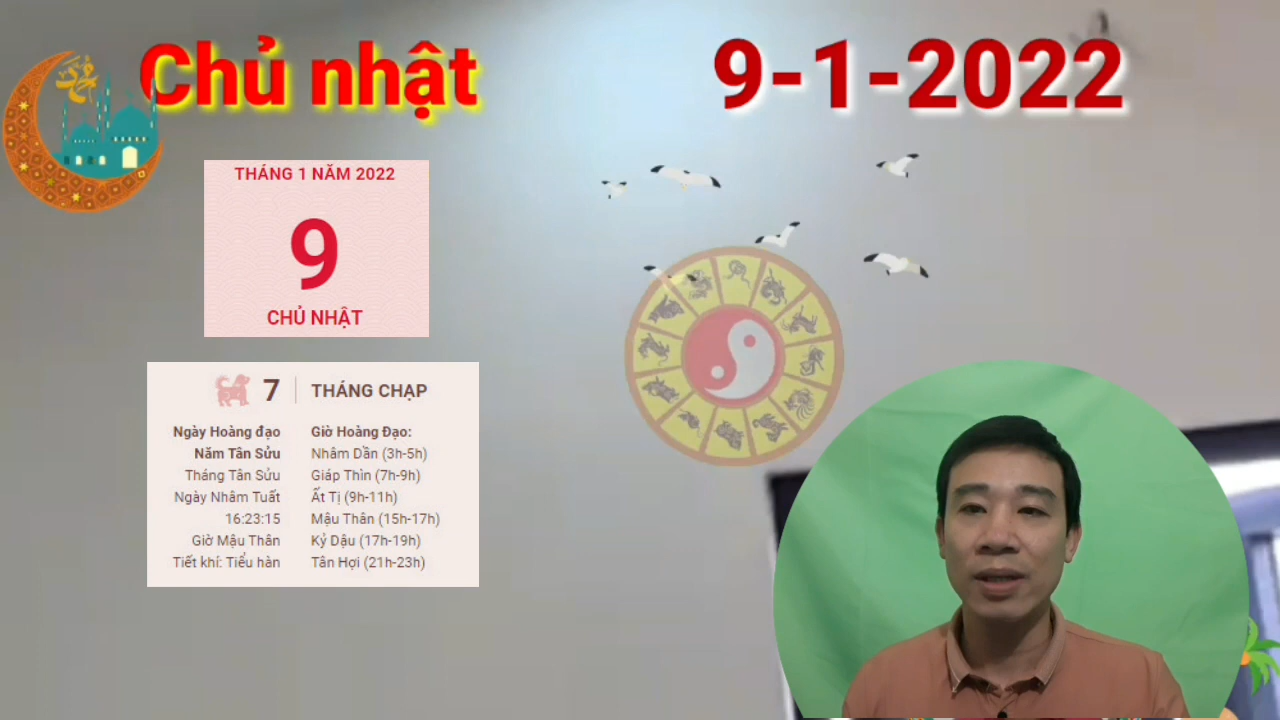 Chủ nhật
9-1-2022
THÁNG 1 NĂM 2022
9
CHỦ NHẬT
7 THÁNG CHẠP
Ngày Hoàng đạo
Năm Tân Sửu
Tháng Tân Sửu
Ngày Nhâm Tuất
16:23:15
Giờ Mậu Thân
Tiết khí: Tiểu hàn
Giờ Hoàng Đạo:
Nhâm Dần (3h-5h)
Giáp Thìn (7h-9h)
Ất Tị (9h-11h)
Mậu Thân (15h-17h)
Kỷ Dậu (17h-19h)
Tân Hợi (21h-23h)